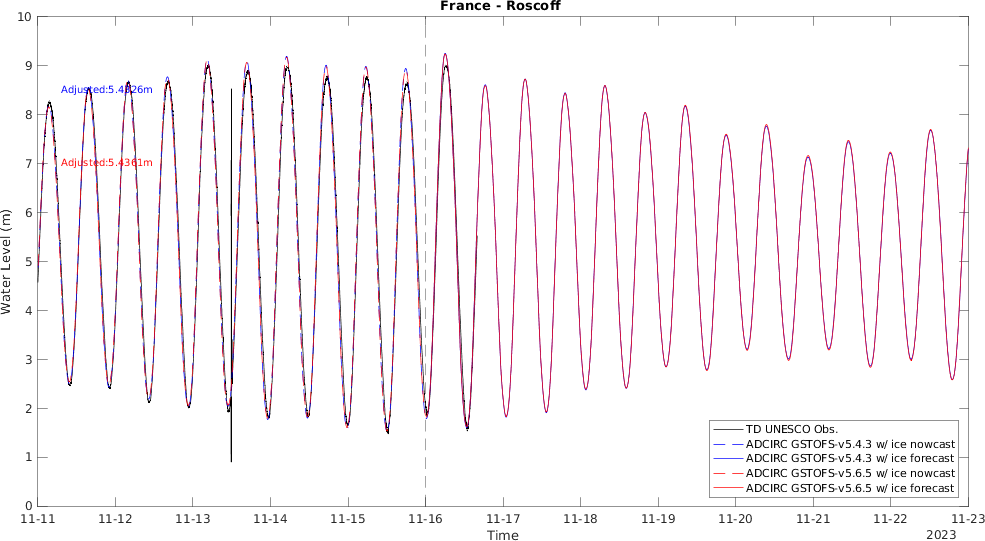 France - Roscoff
10
9
8
7
6
5
4
3
2
1
0
Water Level (m)
Adjusted:5.4326m
Adjusted:5.4361m
TD UNESCO Obs.
ADCIRC GSTOFS-v5.4.3 w/ ice nowcast
ADCIRC GSTOFS-v5.4.3 w/ ice forecast
ADCIRC GSTOFS-v5.6.5 w/ ice nowcast
ADCIRC GSTOFS-v5.6.5 w/ ice forecast
11-11 11-12 11-13 11-14 11-15 11-16 11-17 11-18 11-19 11-20 11-21 11-22 11-23
Time
2023